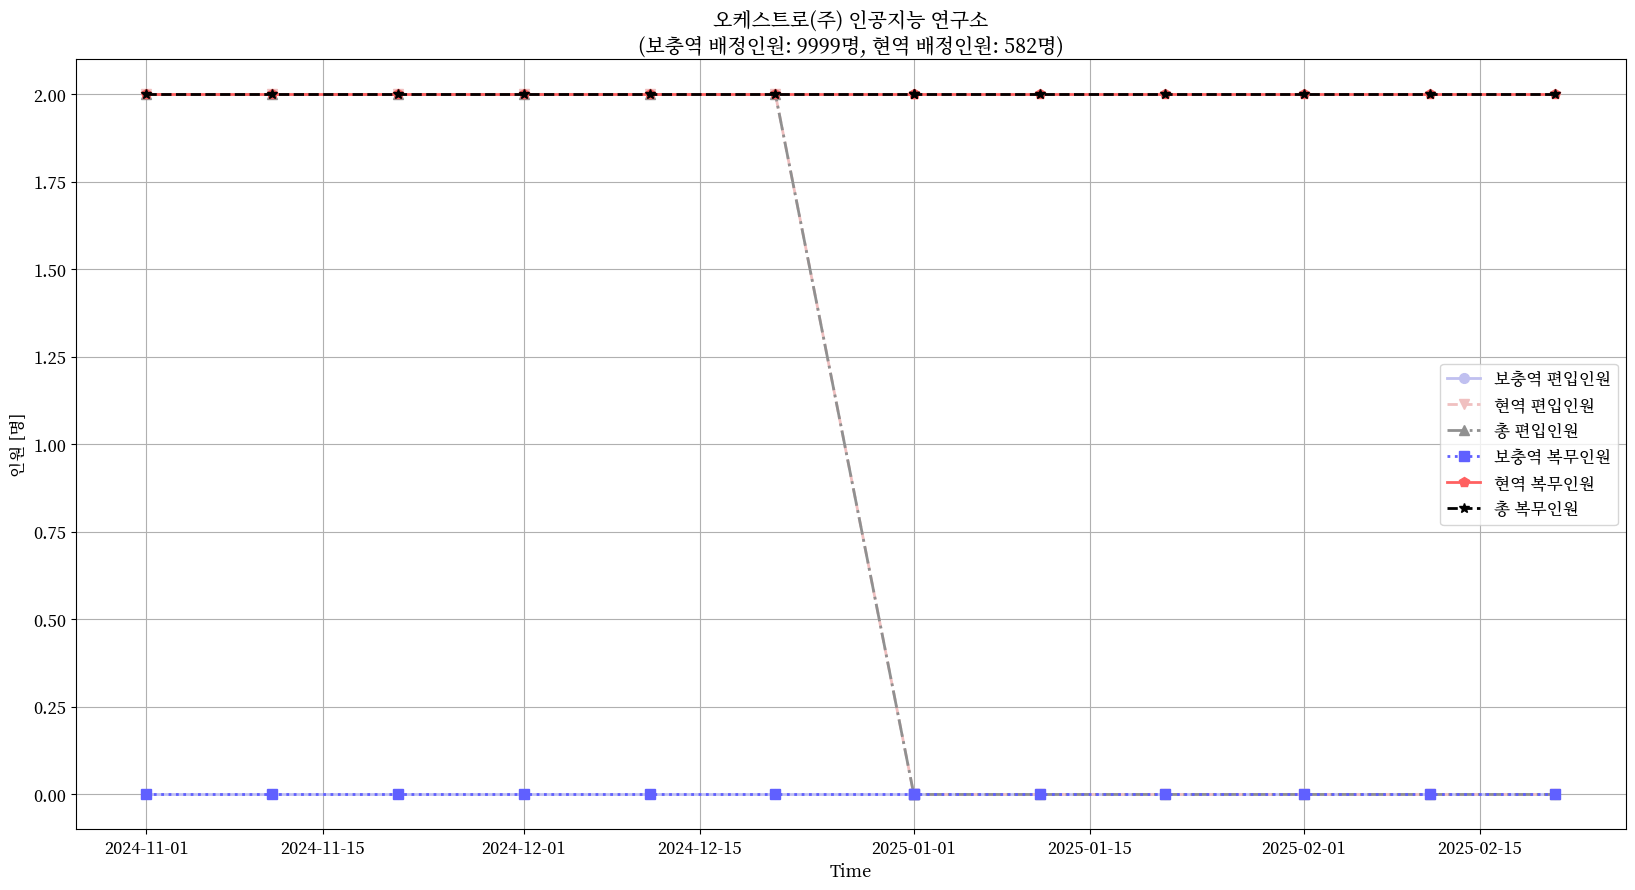 오케스트로(주) 인공지능 연구소
(보충역 배정인원: 9999명, 현역 배정인원: 582명)
인원 [명]
2.00
1.75
1.50
1.25
1.00
0.75
0.50
0.25
0.00
보충역 편입인원
현역 편입인원
총 편입인원
보충역 복무인원
현역 복무인원
총 복무인원
2024-11-01
2024-11-15
2024-12-01
2024-12-15
2025-01-01
2025-01-15
2025-02-01
2025-02-15
Time